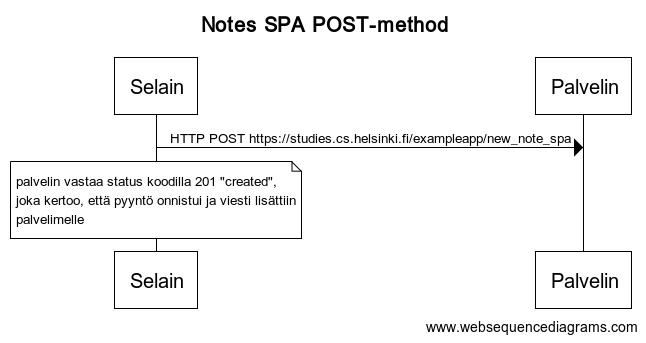 Notes SPA POST-method
Selain
Palvelin
HTTP POST https://studies.cs.helsinki.fi/exampleapp/new_note_spa
palvelin vastaa status koodilla 201 "created",
joka kertoo, että pyyntö onnistui ja viesti lisättiin
palvelimelle
Selain
Palvelin
www.websequencediagrams.com